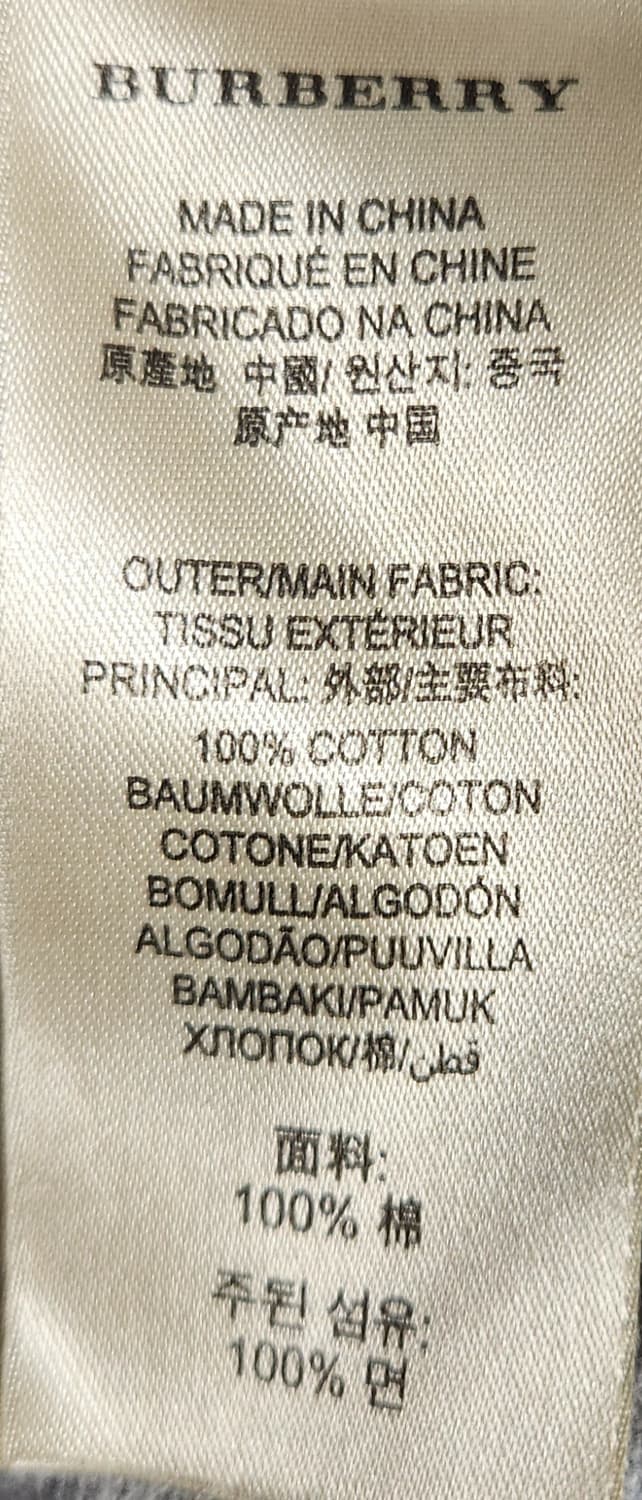 BURBERRY
MADE IN CHINA
FABRIQUÉ EN CHINE
FABRICADO NA CHINA
原產地 中國/ 원산지: 중국
原产地 中国
OUTER/MAIN FABRIC:
TISSU EXTÉRIEUR
PRINCIPAL: 外部/主要布料:
100% COTTON
BAUMWOLLE/COTON
COTONE/KATOEN
BOMULL/ALGODÓN
ALGODÃO/PUUVILLA
BAMBAKI/PAMUK
ХЛОПОК/棉/قطن
面料:
100% 棉
주된 섬유:
100% 면